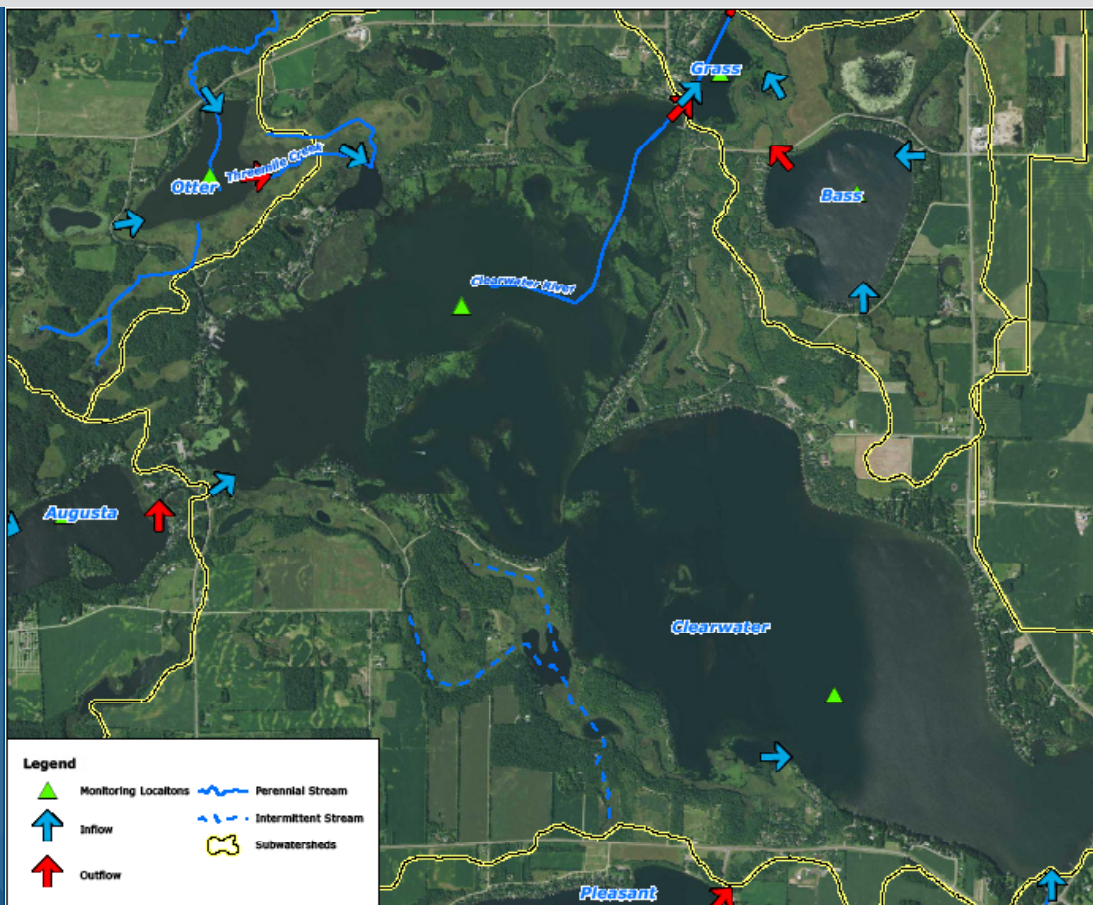 Grass
Threemile Creek
Otter
Bass
Clearwater River
Augusta
Clearwater
Legend
Monitoring Locaitons
Perennial Stream
Inflow
Intermittent Stream
Subwatersheds
Outflow
Pleasant